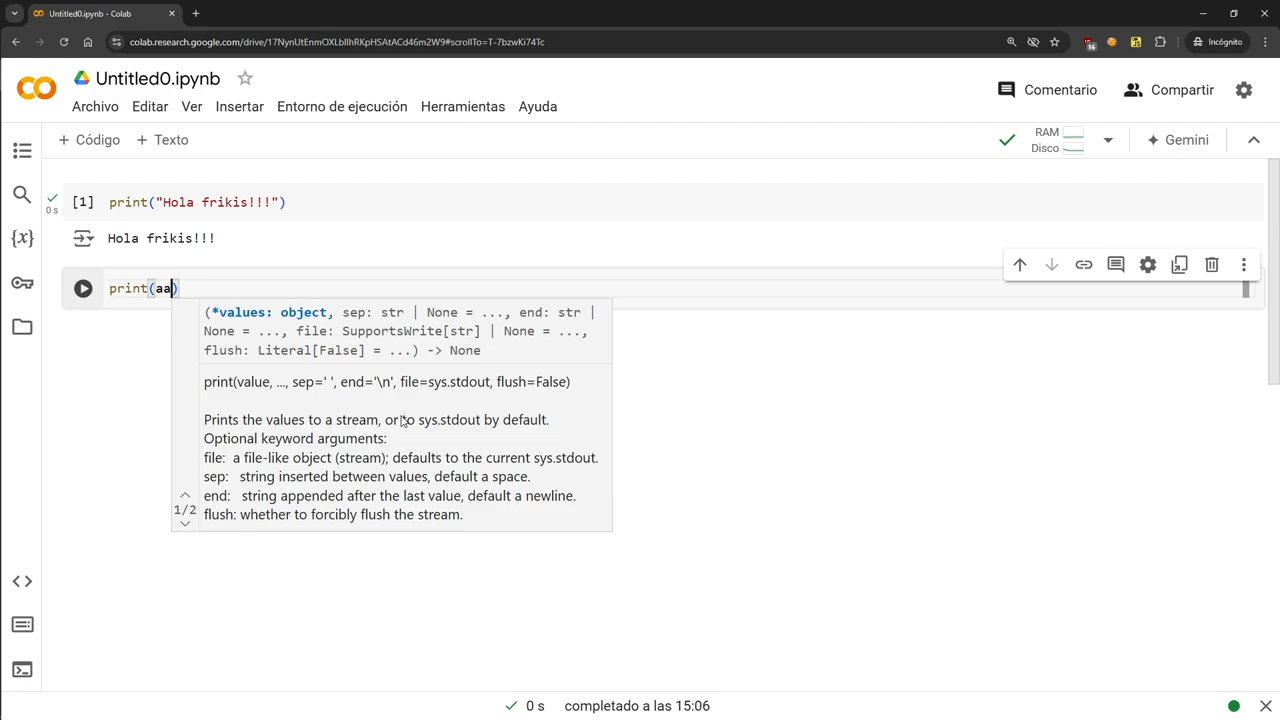 Untitled0.ipynb - Colab
colab.research.google.com/drive/17NynUtEnmOXLbIhRKpHSAtACd46m2W9#scrollTo=T-7bzwKi74Tc
16
Incógnito
Untitled0.ipynb
Comentario
Compartir
Archivo Editar Ver Insertar Entorno de ejecución Herramientas Ayuda
+ Código + Texto
RAM
Disco
Gemini
[1] print("Hola frikis!!!")
0 s
Hola frikis!!!
{x}
print(aa)
(*values: object, sep: str | None = ..., end: str |
None = ..., file: SupportsWrite[str] | None = ...,
flush: Literal[False] = ...) -> None
print(value, ..., sep=' ', end='\n', file=sys.stdout, flush=False)
Prints the values to a stream, or to sys.stdout by default.
Optional keyword arguments:
file: a file-like object (stream); defaults to the current sys.stdout.
sep: string inserted between values, default a space.
end: string appended after the last value, default a newline.
1/2
flush: whether to forcibly flush the stream.
0 s completado a las 15:06